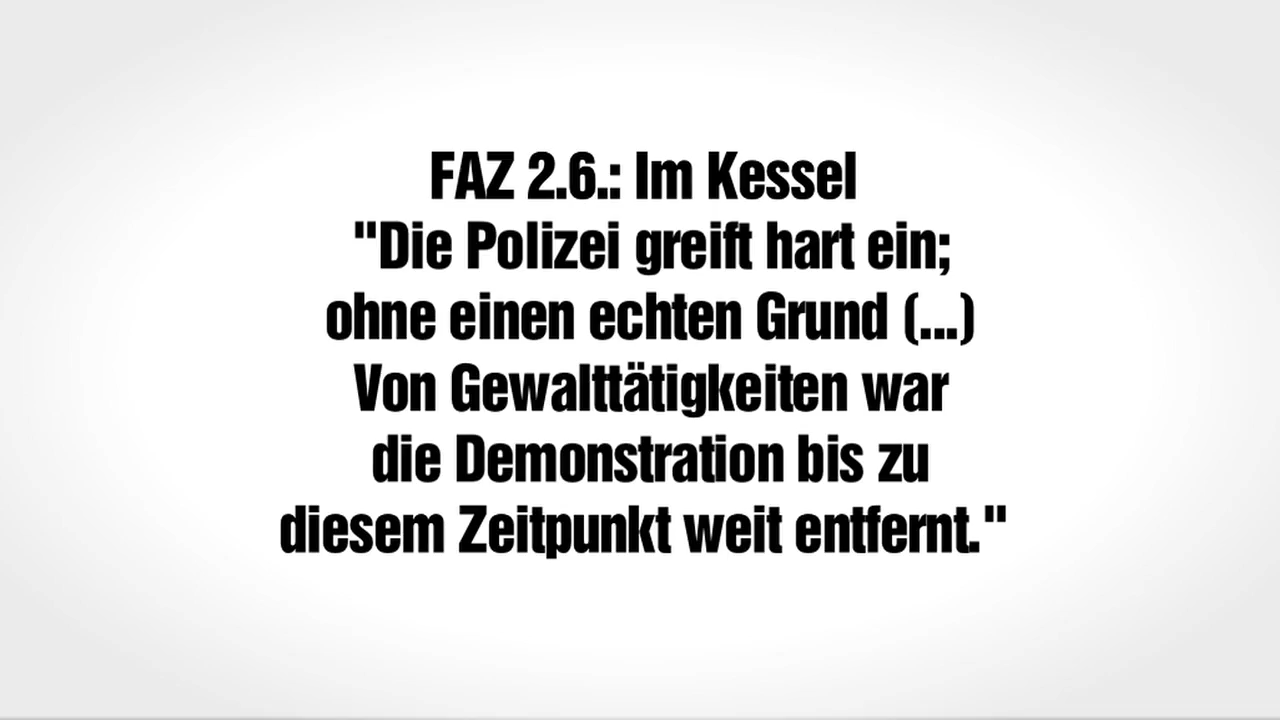 FAZ 2.6.: Im Kessel
"Die Polizei greift hart ein;
ohne einen echten Grund (...)
Von Gewalttätigkeiten war
die Demonstration bis zu
diesem Zeitpunkt weit entfernt."